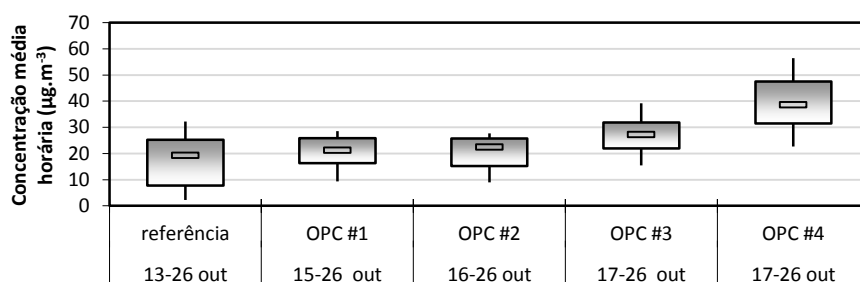 Concentração média
horária (µg.m⁻³)
70
60
50
40
30
20
10
0
referência OPC #1 OPC #2 OPC #3 OPC #4
13-26 out 15-26 out 16-26 out 17-26 out 17-26 out